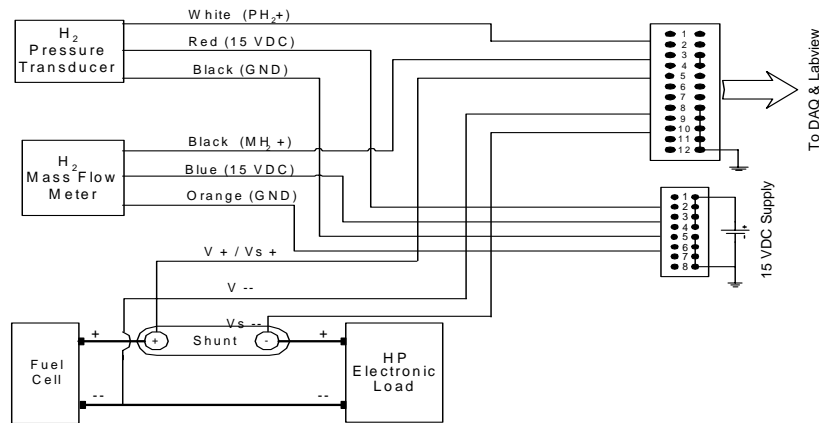 White (PH2+)
H2
Pressure
Transducer
Red (15 VDC)
Black (GND)
1
2
3
4
5
6
7
8
9
10
11
12
To DAQ & Labview
H2
Mass Flow
Meter
Black (MH2 +)
Blue (15 VDC)
Orange (GND)
1
2
3
4
5
6
7
8
+
-
15 VDC Supply
V + / Vs +
V --
Vs --
Fuel
Cell
+
+
Shunt
-
+
HP
Electronic
Load
--
--